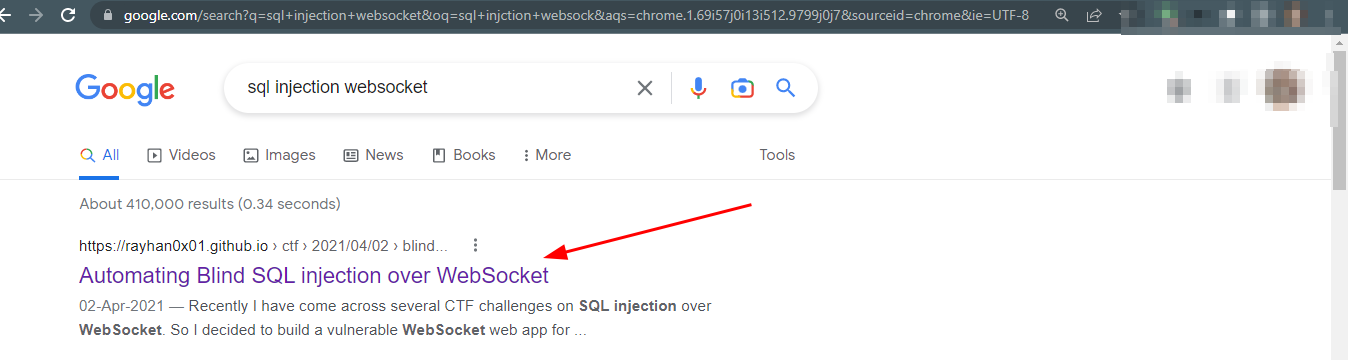 google.com/search?q=sql+injection+websocket&oq=sql+injction+websock&aqs=chrome.1.69i57j0i13i512.9799j0j7&sourceid=chrome&ie=UTF-8
Google
sql injection websocket
All Videos Images News Books More Tools
About 410,000 results (0.34 seconds)
https://rayhan0x01.github.io › ctf › 2021/04/02 › blind...
Automating Blind SQL injection over WebSocket
02-Apr-2021 — Recently I have come across several CTF challenges on SQL injection over
WebSocket. So I decided to build a vulnerable WebSocket web app for ...